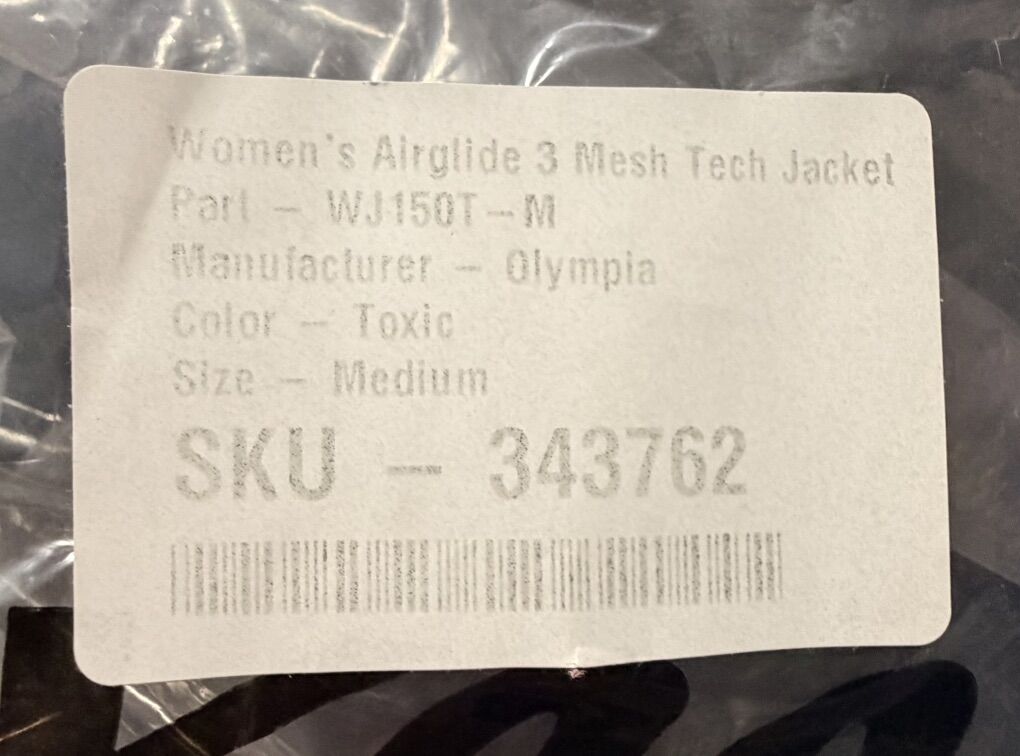 Women's Airglide 3 Mesh Tech Jacket
Part - WJ150T-M
Manufacturer - Olympia
Color - Toxic
Size - Medium
SKU - 343762